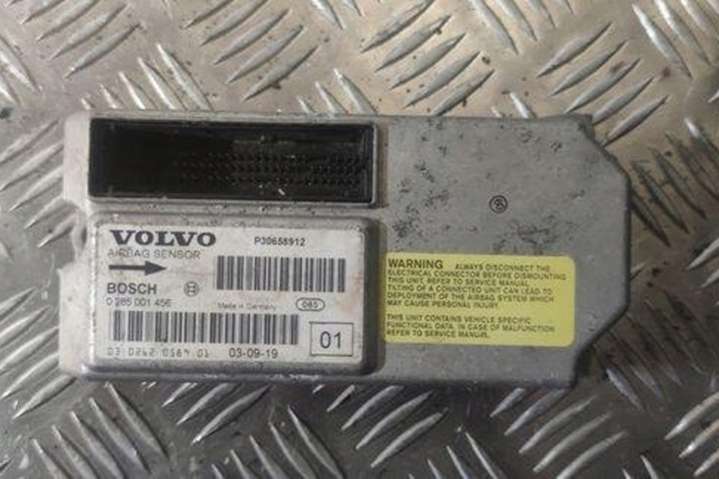 VOLVO
P30658912
AIRBAG SENSOR
BOSCH
0 285 001 456
Made in Germany
085
01
03-09-19
WARNING ALWAYS DISCONNECT THE
ELECTRICAL CONNECTOR BEFORE DISMOUNTING
THIS UNIT. REFER TO SERVICE MANUAL.
TILTING OF A CONNECTED UNIT CAN LEAD TO
DEPLOYMENT OF THE AIRBAG SYSTEM WHICH
MAY CAUSE PERSONAL INJURY.
THIS UNIT CONTAINS VEHICLE SPECIFIC
FUNCTIONAL DATA. IN CASE OF MALFUNCTION
REFER TO SERVICE MANUAL.